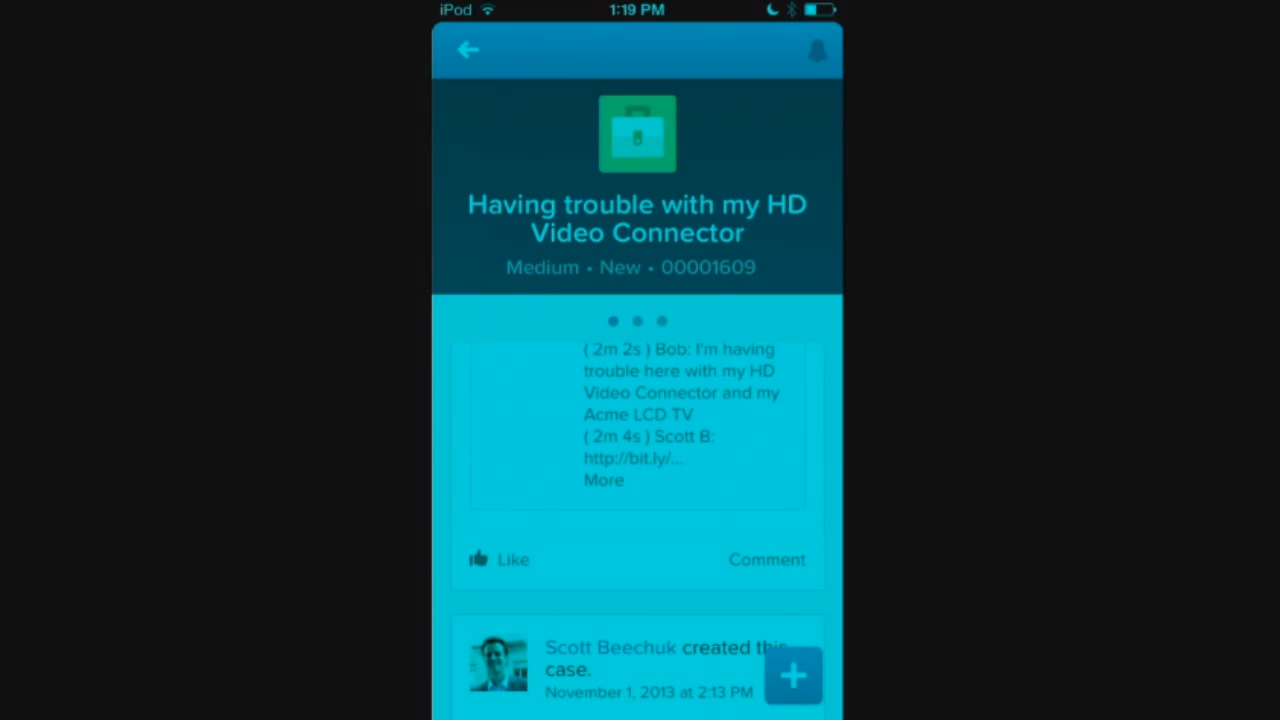 iPod 1:19 PM
Having trouble with my HD
Video Connector
Medium • New • 00001609
( 2m 2s ) Bob: I'm having
trouble here with my HD
Video Connector and my
Acme LCD TV
( 2m 4s ) Scott B:
http://bit.ly/...
More
Like Comment
Scott Beechuk created this
case.
November 1, 2013 at 2:13 PM